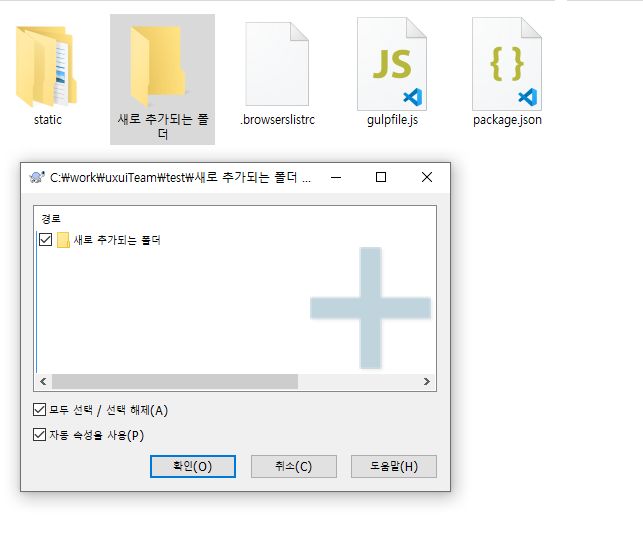 static
새로 추가되는 폴
더
.browserslistrc
JS
gulpfile.js
{ }
package.json
C:₩work₩uxuiTeam₩test₩새로 추가되는 폴더 ...
경로
새로 추가되는 폴더
모두 선택 / 선택 해제(A)
자동 속성을 사용(P)
확인(O)
취소(C)
도움말(H)